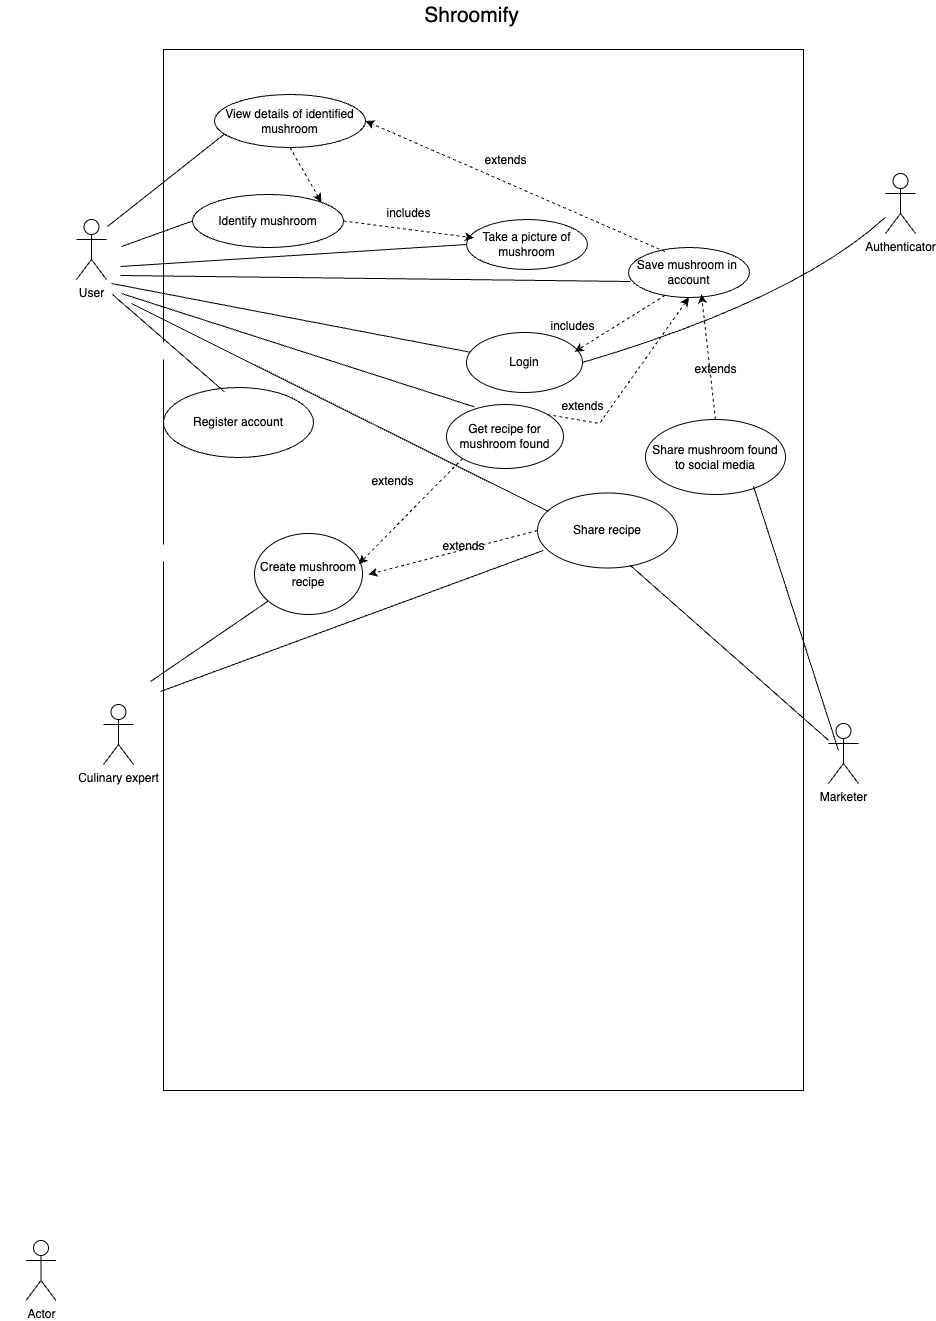 Shroomify
View details of identified
mushroom
extends
Identify mushroom
includes
Take a picture of
mushroom
Authenticator
Save mushroom in
account
User
includes
Login
extends
extends
Register account
Get recipe for
mushroom found
Share mushroom found
to social media
extends
Share recipe
extends
Create mushroom
recipe
Culinary expert
Marketer
Actor